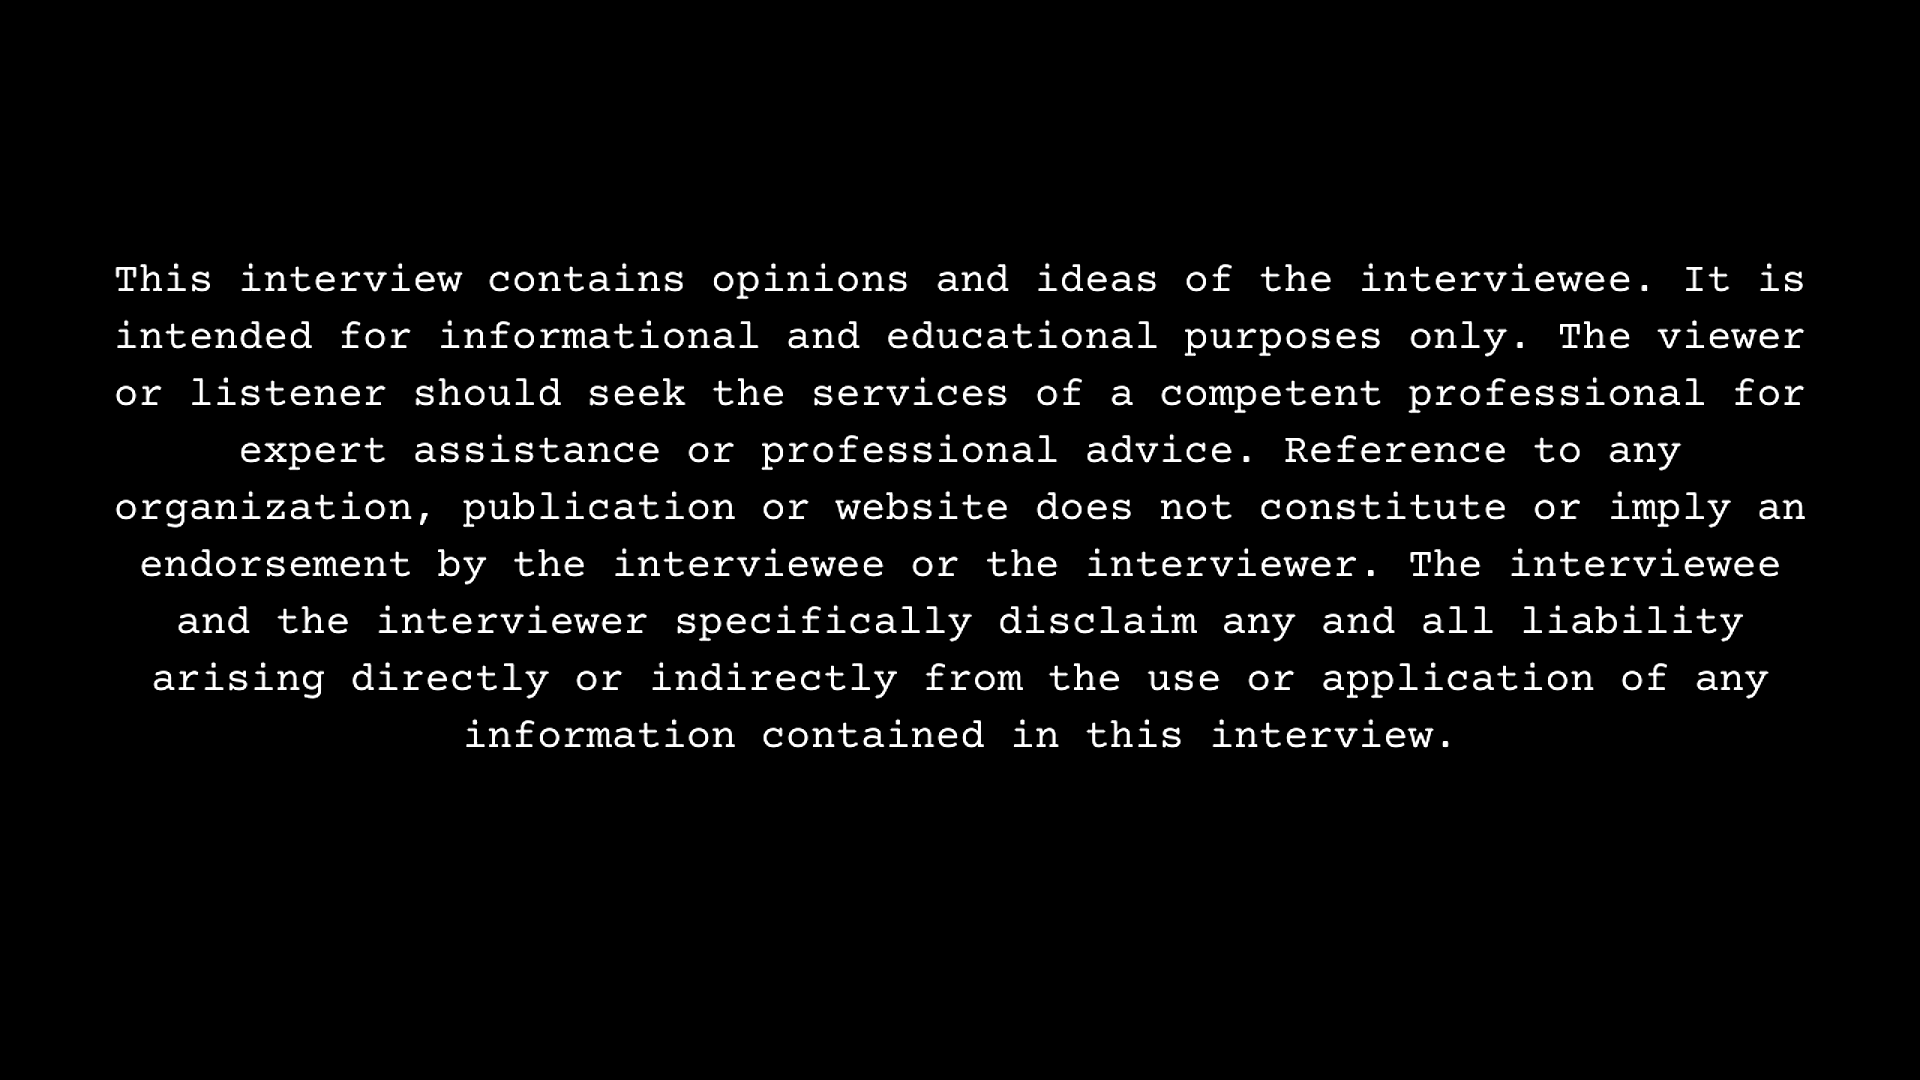 This interview contains opinions and ideas of the interviewee. It is
intended for informational and educational purposes only. The viewer
or listener should seek the services of a competent professional for
expert assistance or professional advice. Reference to any
organization, publication or website does not constitute or imply an
endorsement by the interviewee or the interviewer. The interviewee
and the interviewer specifically disclaim any and all liability
arising directly or indirectly from the use or application of any
information contained in this interview.